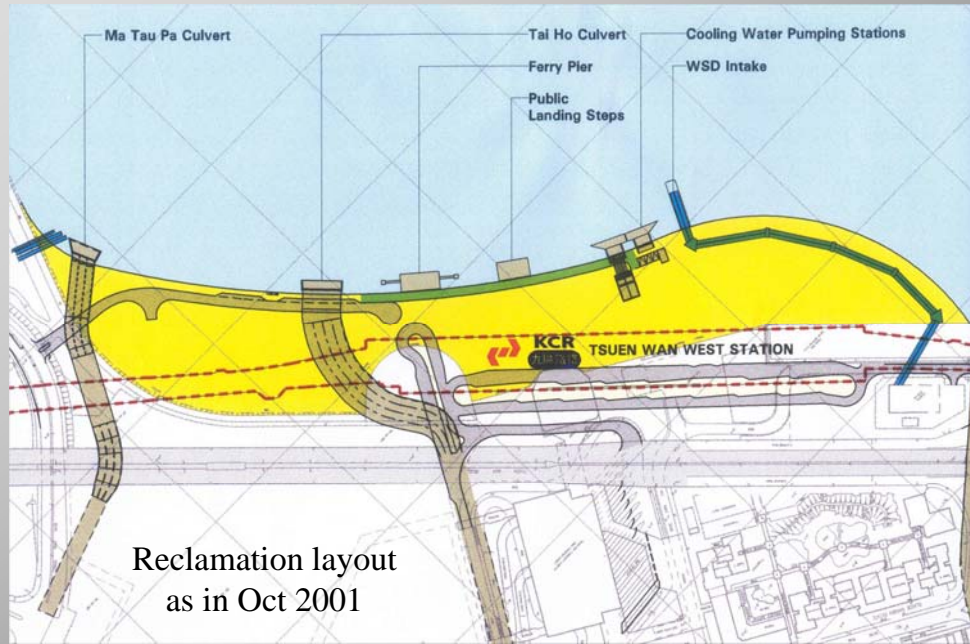 Ma Tau Pa Culvert
Tai Ho Culvert
Cooling Water Pumping Stations
Ferry Pier
WSD Intake
Public
Landing Steps
KCR
九廣西鐵
TSUEN WAN WEST STATION
Reclamation layout
as in Oct 2001